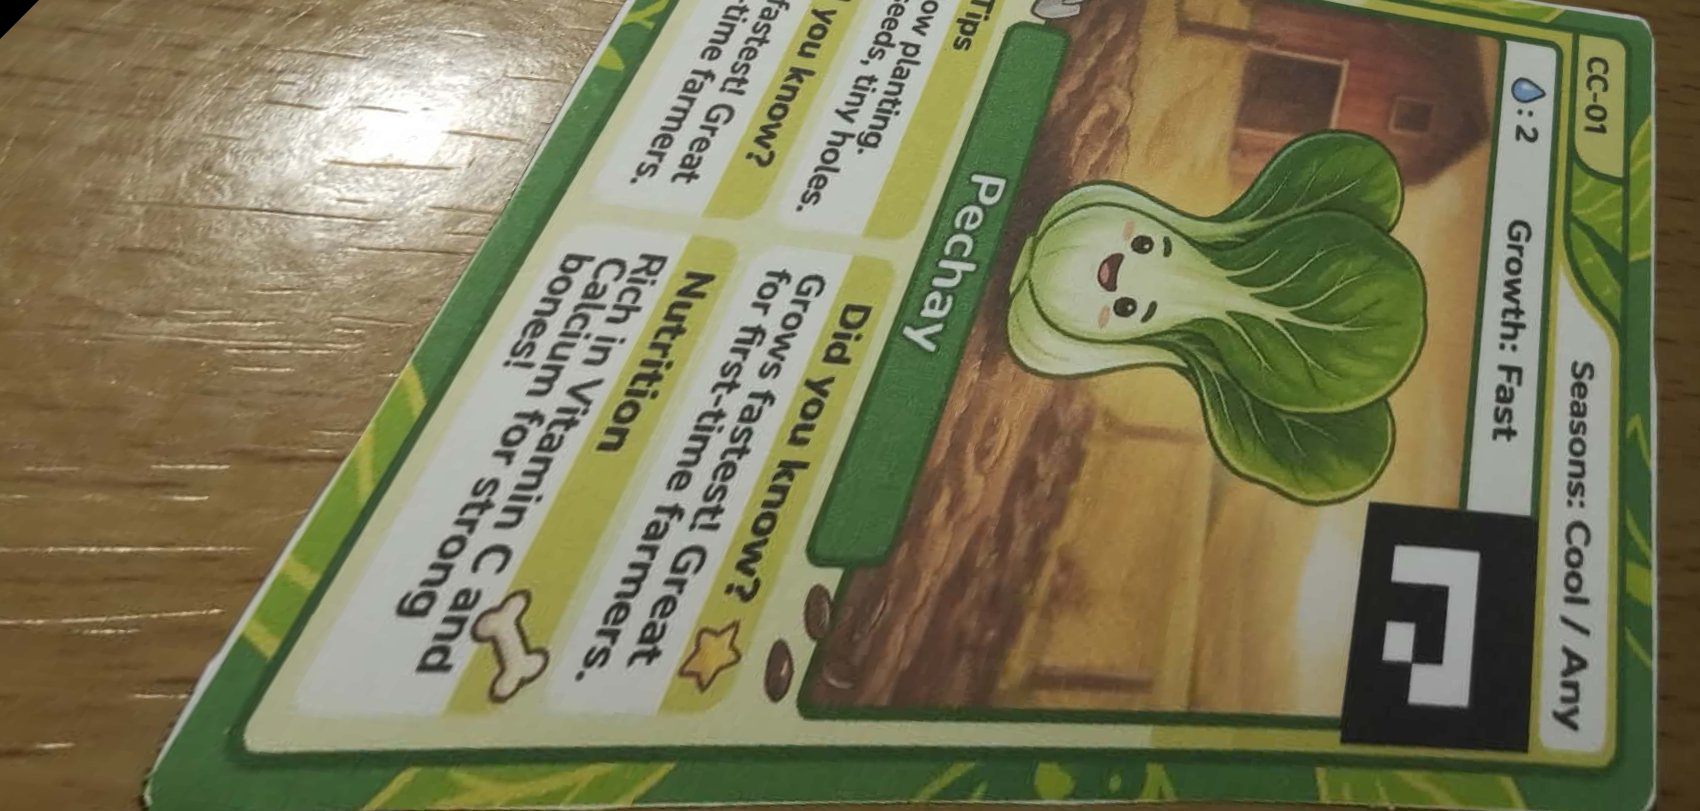 CC-01
Seasons: Cool / Any
: 2
Growth: Fast
Pechay
Tips
planting.
tiny holes.
you know?
fastest! Great
-time farmers.
Did you know?
Grows fastest! Great
for first-time farmers.
Nutrition
Rich in Vitamin C and
Calcium for strong
bones!